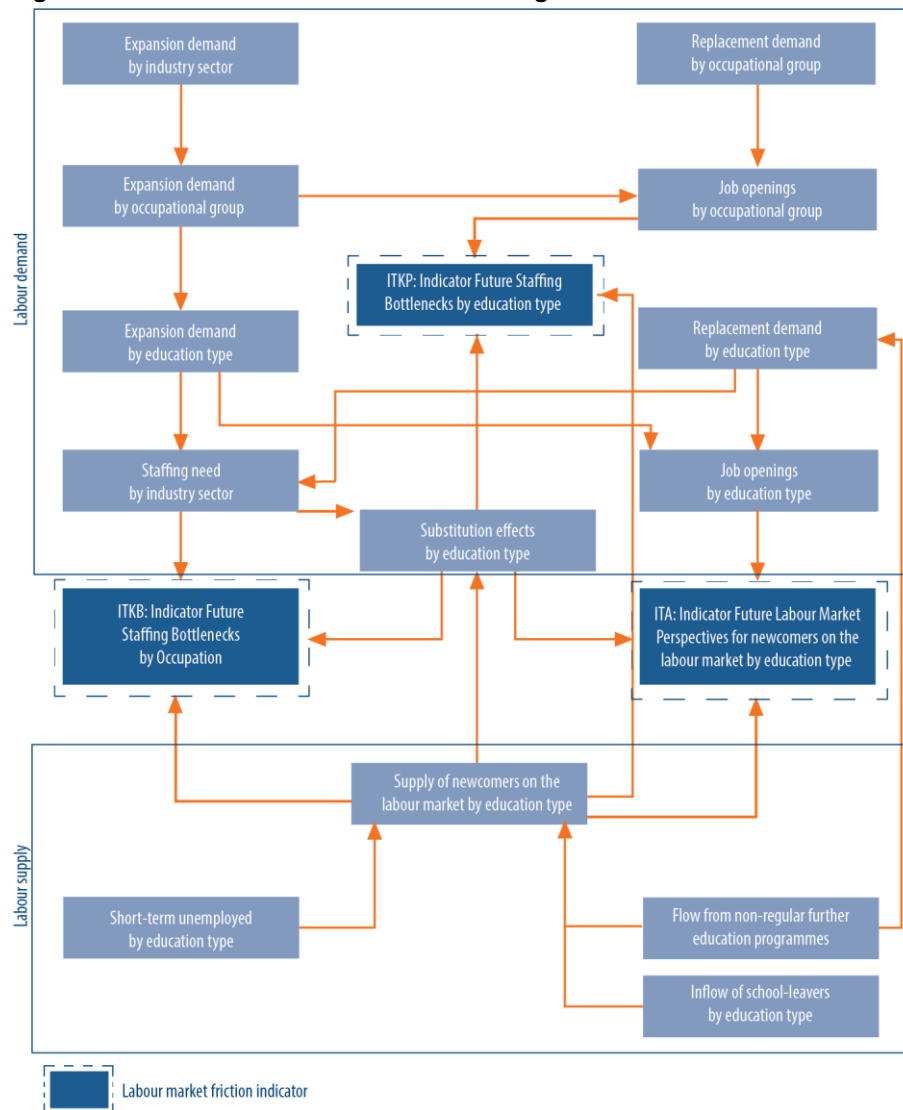 Expansion demand
by industry sector
Replacement demand
by occupational group
Expansion demand
by occupational group
Job openings
by occupational group
ITKP: Indicator Future Staffing
Bottlenecks by education type
Labour demand
Expansion demand
by education type
Replacement demand
by education type
Staffing need
by industry sector
Job openings
by education type
Substitution effects
by education type
ITKB: Indicator Future
Staffing Bottlenecks
by Occupation
ITA: Indicator Future Labour Market
Perspectives for newcomers on the
labour market by education type
Supply of newcomers on the
labour market by education type
Labour supply
Short-term unemployed
by education type
Flow from non-regular further
education programmes
Inflow of school-leavers
by education type
Labour market friction indicator